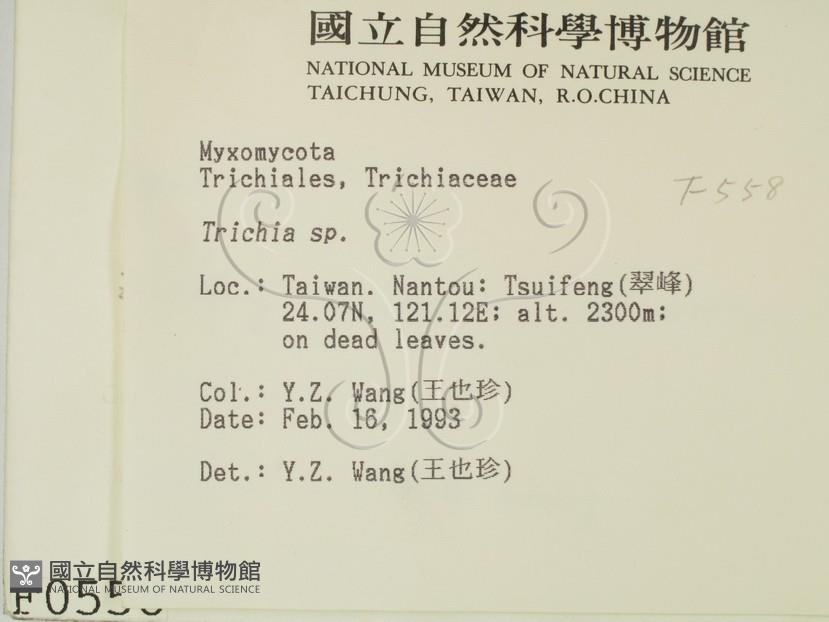 國立自然科學博物館
NATIONAL MUSEUM OF NATURAL SCIENCE
TAICHUNG, TAIWAN, R.O.CHINA
Myxomycota
Trichiales, Trichiaceae
F-558
Trichia sp.
Loc.: Taiwan. Nantou: Tsuifeng(翠峰)
24.07N, 121.12E; alt. 2300m;
on dead leaves.
Col.: Y.Z. Wang(王也珍)
Date: Feb. 16, 1993
Det.: Y.Z. Wang(王也珍)
國立自然科學博物館
NATIONAL MUSEUM OF NATURAL SCIENCE